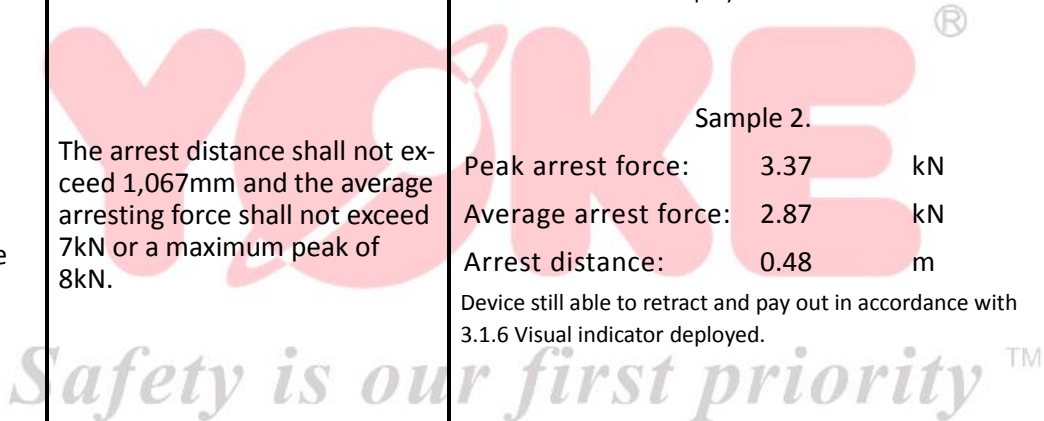 YOKE ®
Sample 2.
The arrest distance shall not ex-
ceed 1,067mm and the average
arresting force shall not exceed
7kN or a maximum peak of
8kN.
e
Peak arrest force: 3.37 kN
Average arrest force: 2.87 kN
Arrest distance: 0.48 m
Device still able to retract and pay out in accordance with
3.1.6 Visual indicator deployed.
Safety is our first priority ™